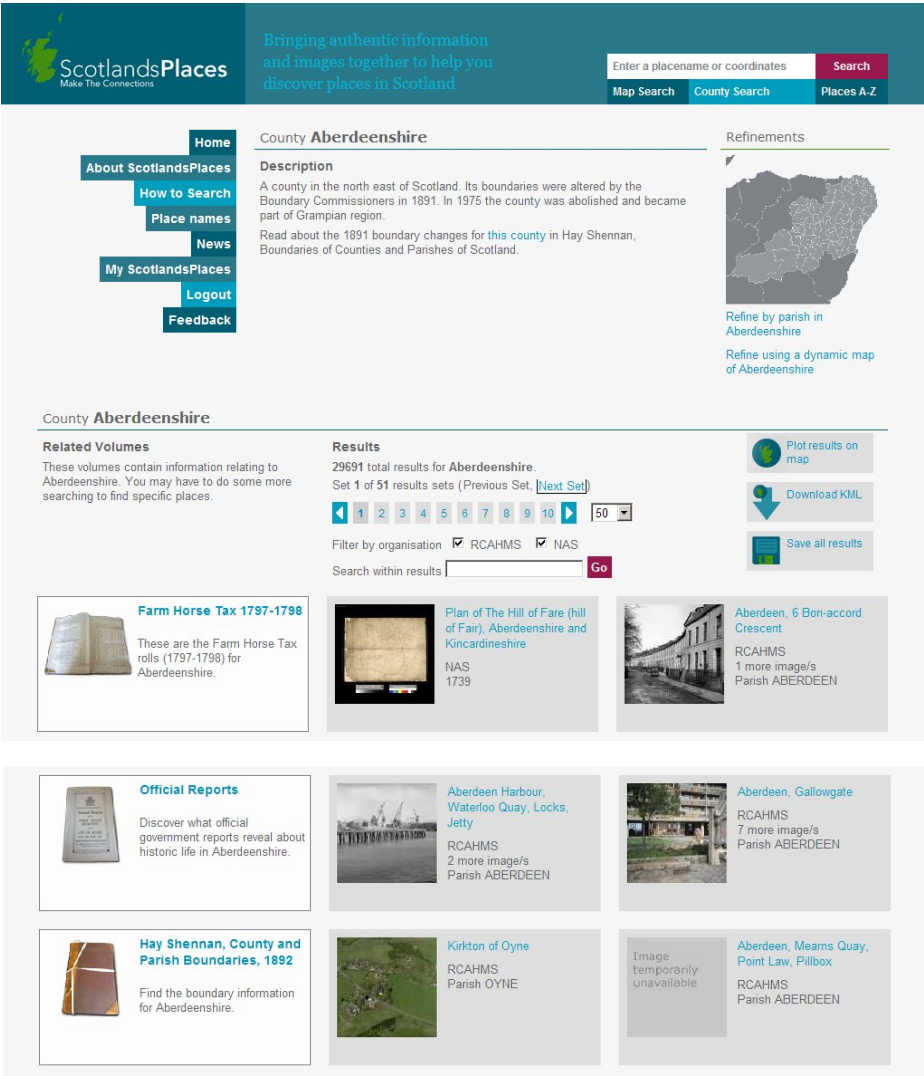 ScotlandsPlaces
Make The Connections
Bringing authentic information
and images together to help you
discover places in Scotland
Enter a placename or coordinates
Search
Map Search
County Search
Places A-Z
Home
About ScotlandsPlaces
How to Search
Place names
News
My ScotlandsPlaces
Logout
Feedback
County Aberdeenshire
Description
A county in the north east of Scotland. Its boundaries were altered by the
Boundary Commissioners in 1891. In 1975 the county was abolished and became
part of Grampian region.
Read about the 1891 boundary changes for this county in Hay Shennan,
Boundaries of Counties and Parishes of Scotland.
Refinements
Refine by parish in
Aberdeenshire
Refine using a dynamic map
of Aberdeenshire
County Aberdeenshire
Related Volumes
These volumes contain information relating to
Aberdeenshire. You may have to do some more
searching to find specific places.
Results
29691 total results for Aberdeenshire.
Set 1 of 51 results sets (Previous Set, Next Set)
1 2 3 4 5 6 7 8 9 10
50
Filter by organisation RCAHMS NAS
Search within results
Go
Plot results on
map
Download KML
Save all results
Farm Horse Tax 1797-1798
These are the Farm Horse Tax
rolls (1797-1798) for
Aberdeenshire.
Plan of The Hill of Fare (hill
of Fair), Aberdeenshire and
Kincardineshire
NAS
1739
Aberdeen, 6 Bon-accord
Crescent
RCAHMS
1 more image/s
Parish ABERDEEN
Official Reports
Discover what official
government reports reveal about
historic life in Aberdeenshire.
Aberdeen Harbour,
Waterloo Quay, Locks,
Jetty
RCAHMS
2 more image/s
Parish ABERDEEN
Aberdeen, Gallowgate
RCAHMS
7 more image/s
Parish ABERDEEN
Hay Shennan, County and
Parish Boundaries, 1892
Find the boundary information
for Aberdeenshire.
Kirkton of Oyne
RCAHMS
Parish OYNE
Image
temporarily
unavailable
Aberdeen, Mearns Quay,
Point Law, Pillbox
RCAHMS
Parish ABERDEEN